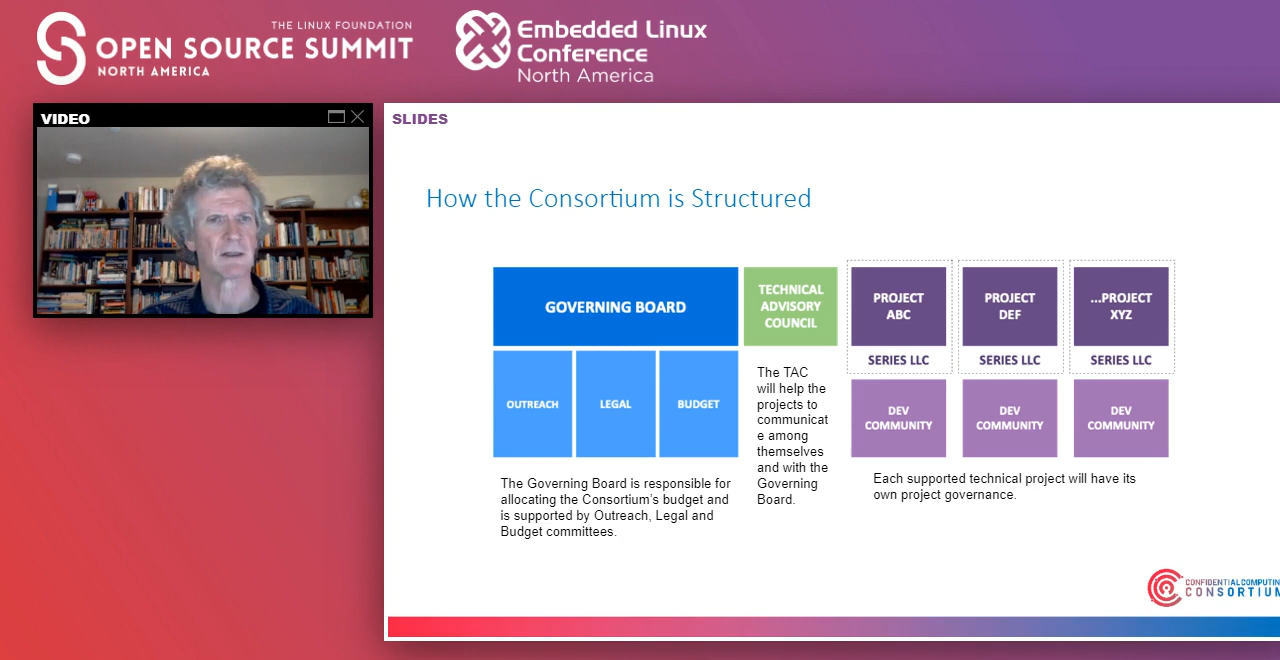 THE LINUX FOUNDATION
OPEN SOURCE SUMMIT
NORTH AMERICA
Embedded Linux
Conference
North America
VIDEO
SLIDES
How the Consortium is Structured
GOVERNING BOARD
OUTREACH
LEGAL
BUDGET
The Governing Board is responsible for
allocating the Consortium's budget and
is supported by Outreach, Legal and
Budget committees.
TECHNICAL
ADVISORY
COUNCIL
The TAC
will help the
projects to
communicat
e among
themselves
and with the
Governing
Board.
PROJECT
ABC
SERIES LLC
DEV
COMMUNITY
PROJECT
DEF
SERIES LLC
DEV
COMMUNITY
...PROJECT
XYZ
SERIES LLC
DEV
COMMUNITY
Each supported technical project will have its
own project governance.
CONFIDENTIAL COMPUTIN
CONSORTIUM